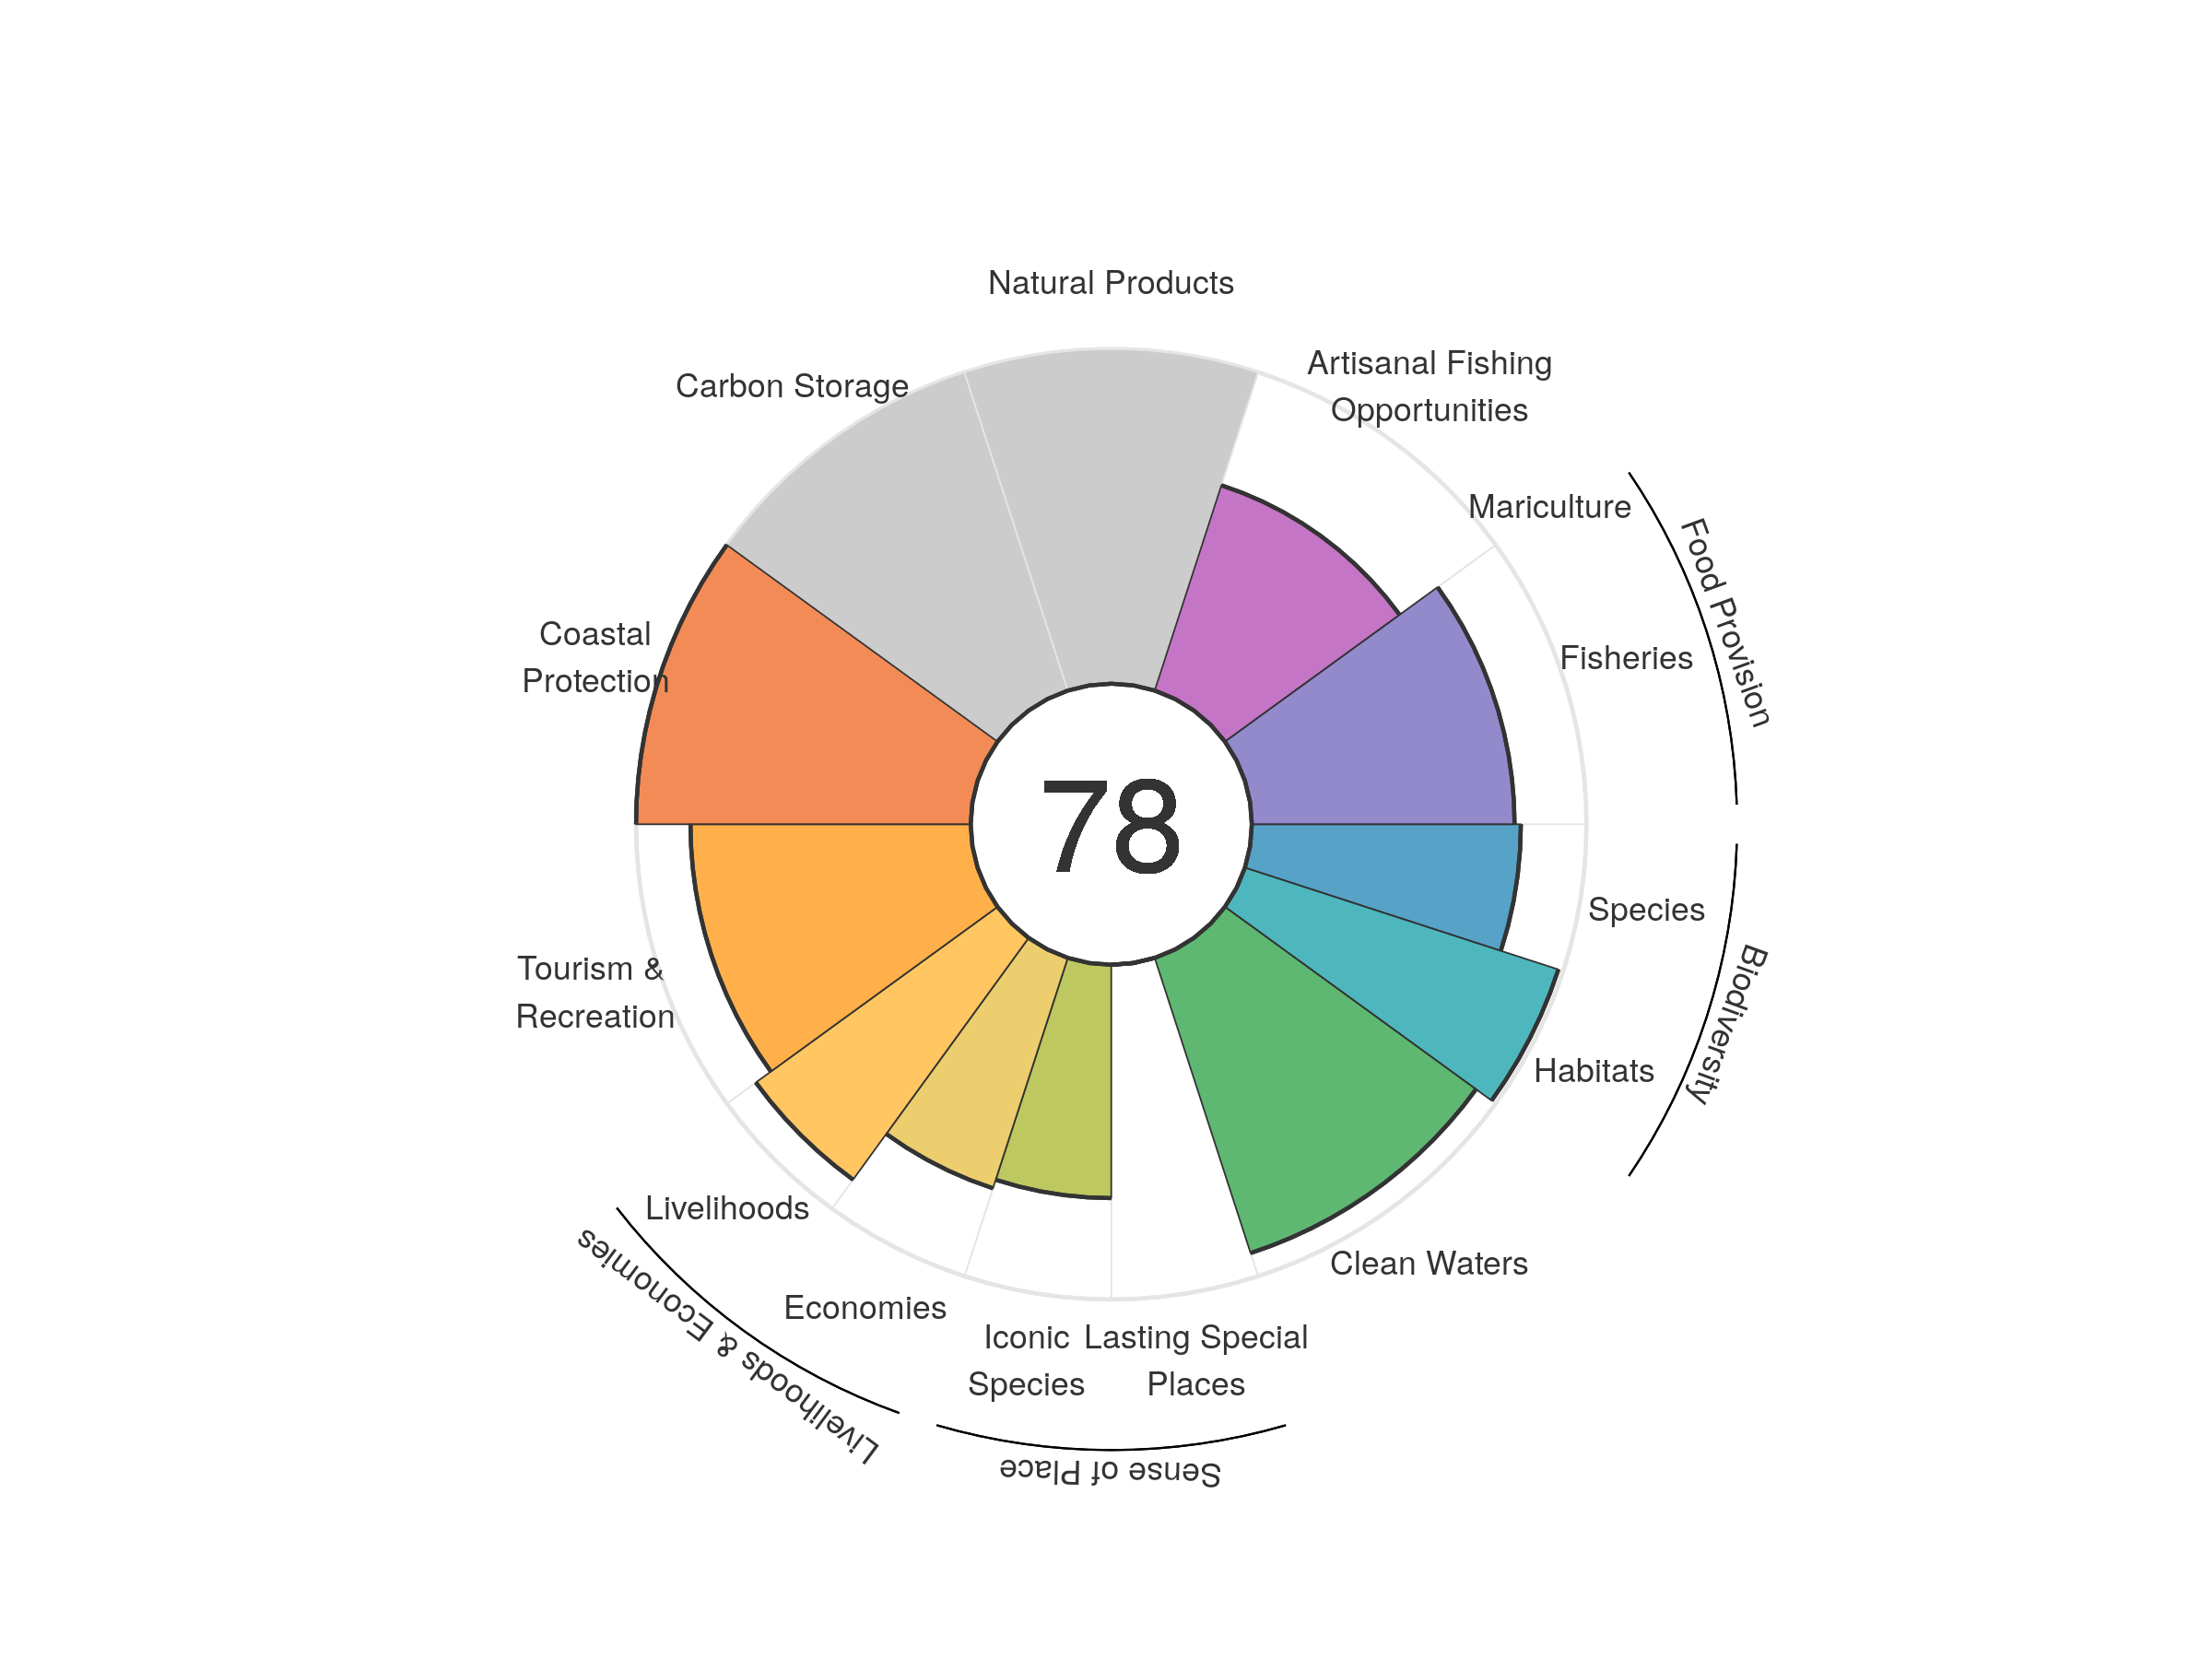 Natural Products
Artisanal Fishing
Opportunities
Carbon Storage
Mariculture
Food Provision
Fisheries
Coastal
Protection
78
Species
Biodiversity
Tourism &
Recreation
Habitats
Livelihoods
Clean Waters
Economies
Livelihoods & Economies
Iconic
Species
Lasting Special
Places
Sense of Place